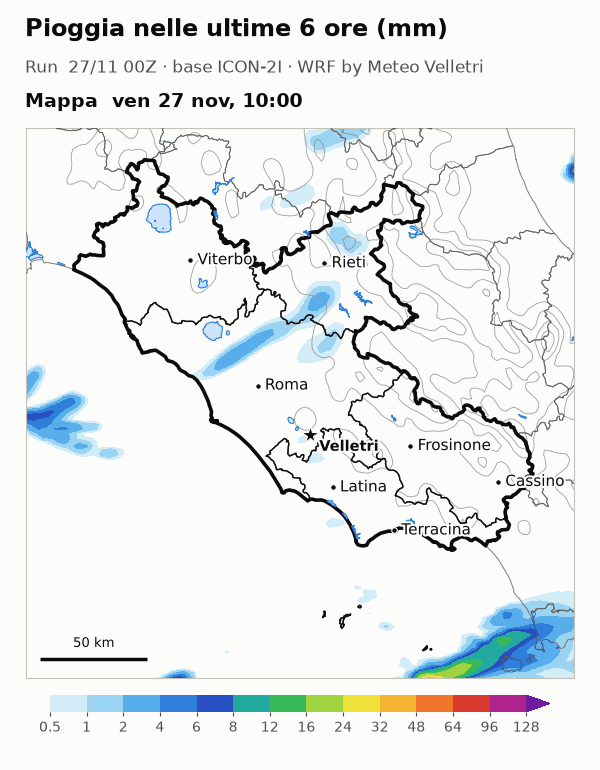 Pioggia nelle ultime 6 ore (mm)
Run  27/11 00Z · base ICON-2I · WRF by Meteo Velletri
Mappa  ven 27 nov, 10:00
Viterbo
Rieti
Roma
Velletri
Frosinone
Latina
Cassino
Terracina
50 km
0.5 1 2 4 6 8 12 16 24 32 48 64 96 128